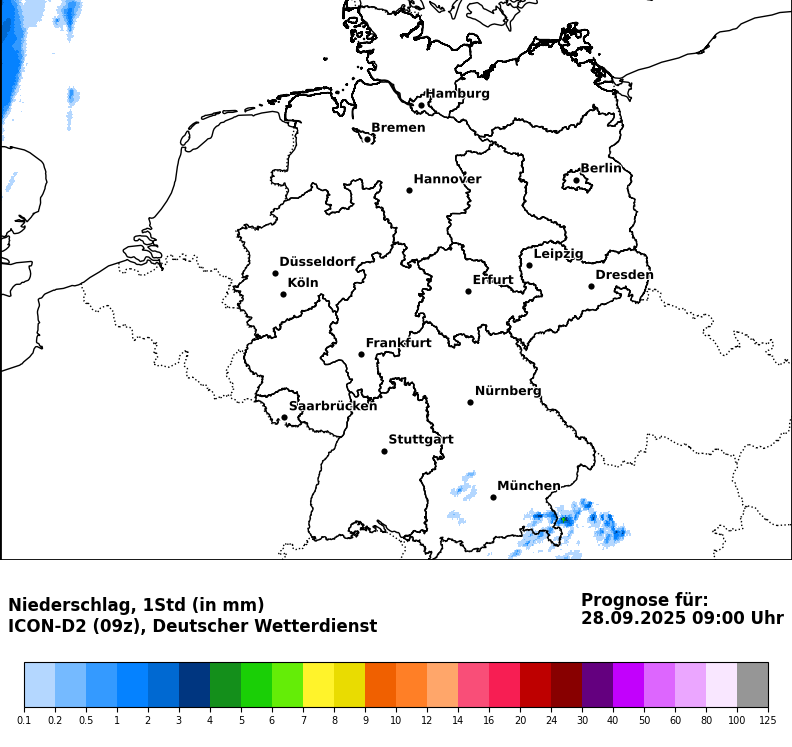 Hamburg
Bremen
Berlin
Hannover
Leipzig
Düsseldorf
Dresden
Köln
Erfurt
Frankfurt
Nürnberg
Saarbrücken
Stuttgart
München
Niederschlag, 1Std (in mm)
ICON-D2 (09z), Deutscher Wetterdienst
Prognose für:
28.09.2025 09:00 Uhr
0.1 0.2 0.5 1 2 3 4 5 6 7 8 9 10 12 14 16 20 24 30 40 50 60 80 100 125